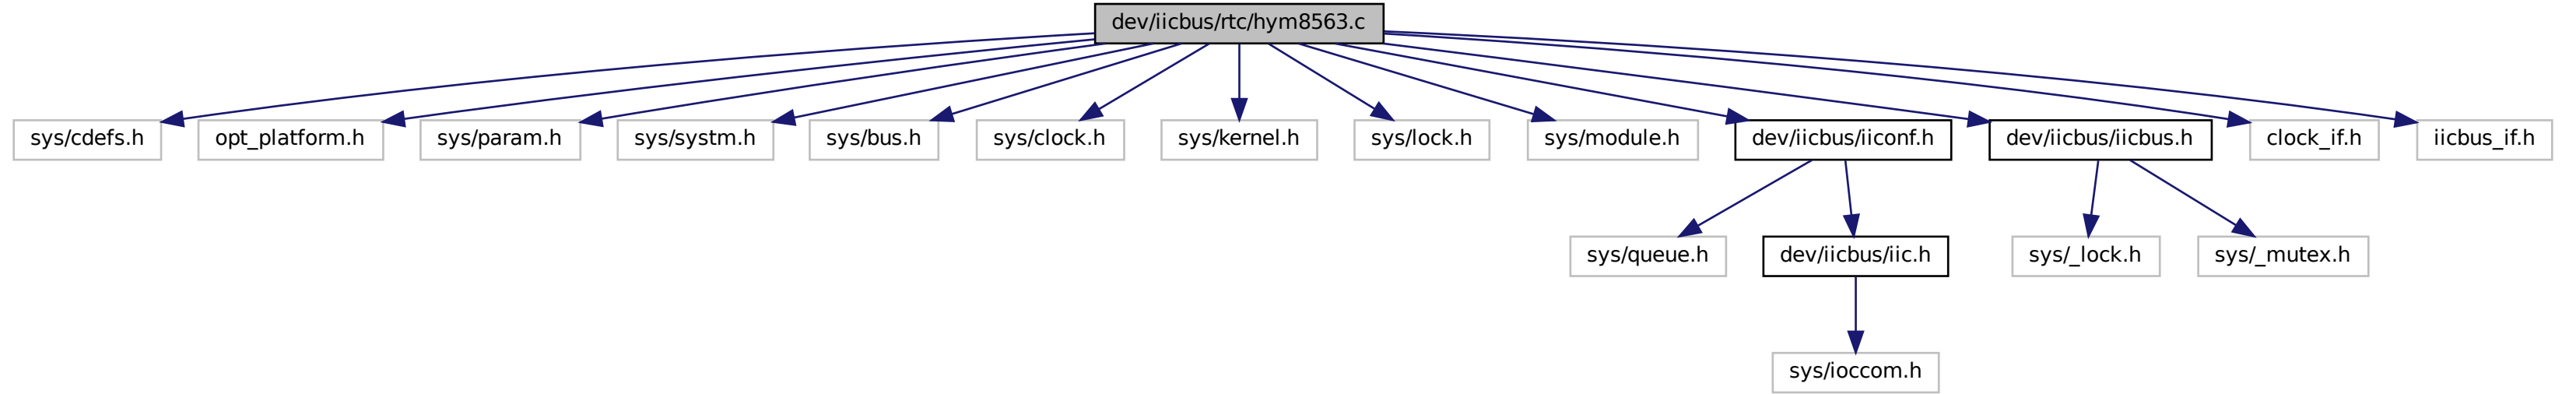 dev/iicbus/rtc/hym8563.c
sys/cdefs.h
opt_platform.h
sys/param.h
sys/systm.h
sys/bus.h
sys/clock.h
sys/kernel.h
sys/lock.h
sys/module.h
dev/iicbus/iiconf.h
dev/iicbus/iicbus.h
clock_if.h
iicbus_if.h
sys/queue.h
dev/iicbus/iic.h
sys/_lock.h
sys/_mutex.h
sys/ioccom.h